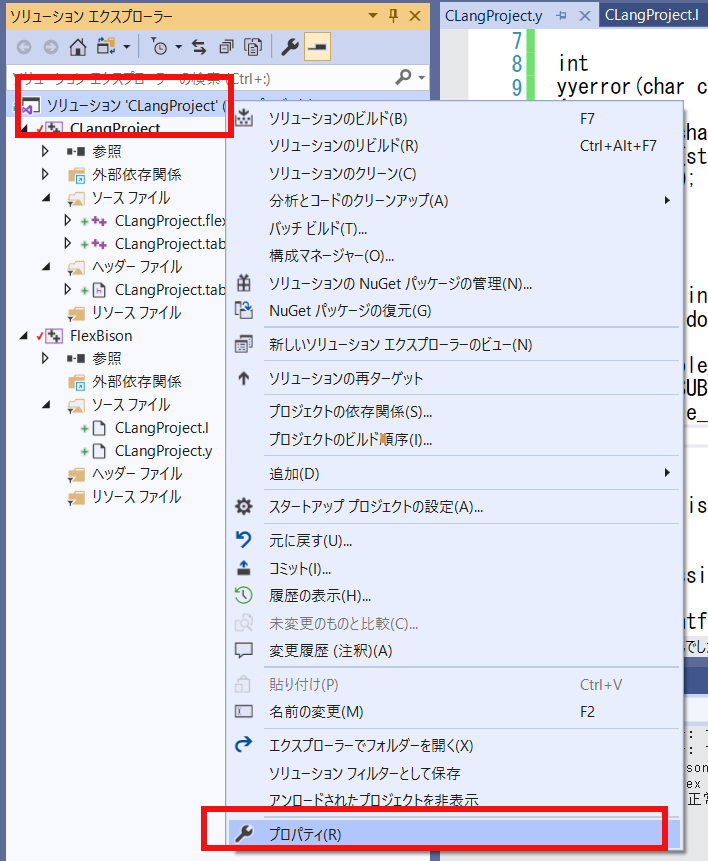 ソリューション エクスプローラー
ソリューション エクスプローラーの検索 (Ctrl+:)
ソリューション 'CLangProject' (
CLangProject
参照
外部依存関係
ソース ファイル
CLangProject.flex
CLangProject.tab
ヘッダー ファイル
CLangProject.tab
リソース ファイル
FlexBison
参照
外部依存関係
ソース ファイル
CLangProject.l
CLangProject.y
ヘッダー ファイル
リソース ファイル
CLangProject.y
CLangProject.l
7
8 int
9 yyerror(char c
ソリューションのビルド(B) F7
ソリューションのリビルド(R) Ctrl+Alt+F7
ソリューションのクリーン(C)
分析とコードのクリーンアップ(A)
バッチ ビルド(T)...
構成マネージャー(O)...
ソリューションの NuGet パッケージの管理(N)...
NuGet パッケージの復元(G)
新しいソリューション エクスプローラーのビュー(N)
ソリューションの再ターゲット
プロジェクトの依存関係(S)...
プロジェクトのビルド順序(I)...
追加(D)
スタートアップ プロジェクトの設定(A)...
元に戻す(U)...
コミット(I)...
履歴の表示(H)...
未変更のものと比較(C)...
変更履歴 (注釈)(A)
貼り付け(P) Ctrl+V
名前の変更(M) F2
エクスプローラーでフォルダーを開く(X)
ソリューション フィルターとして保存
アンロードされたプロジェクトを非表示
プロパティ(R)